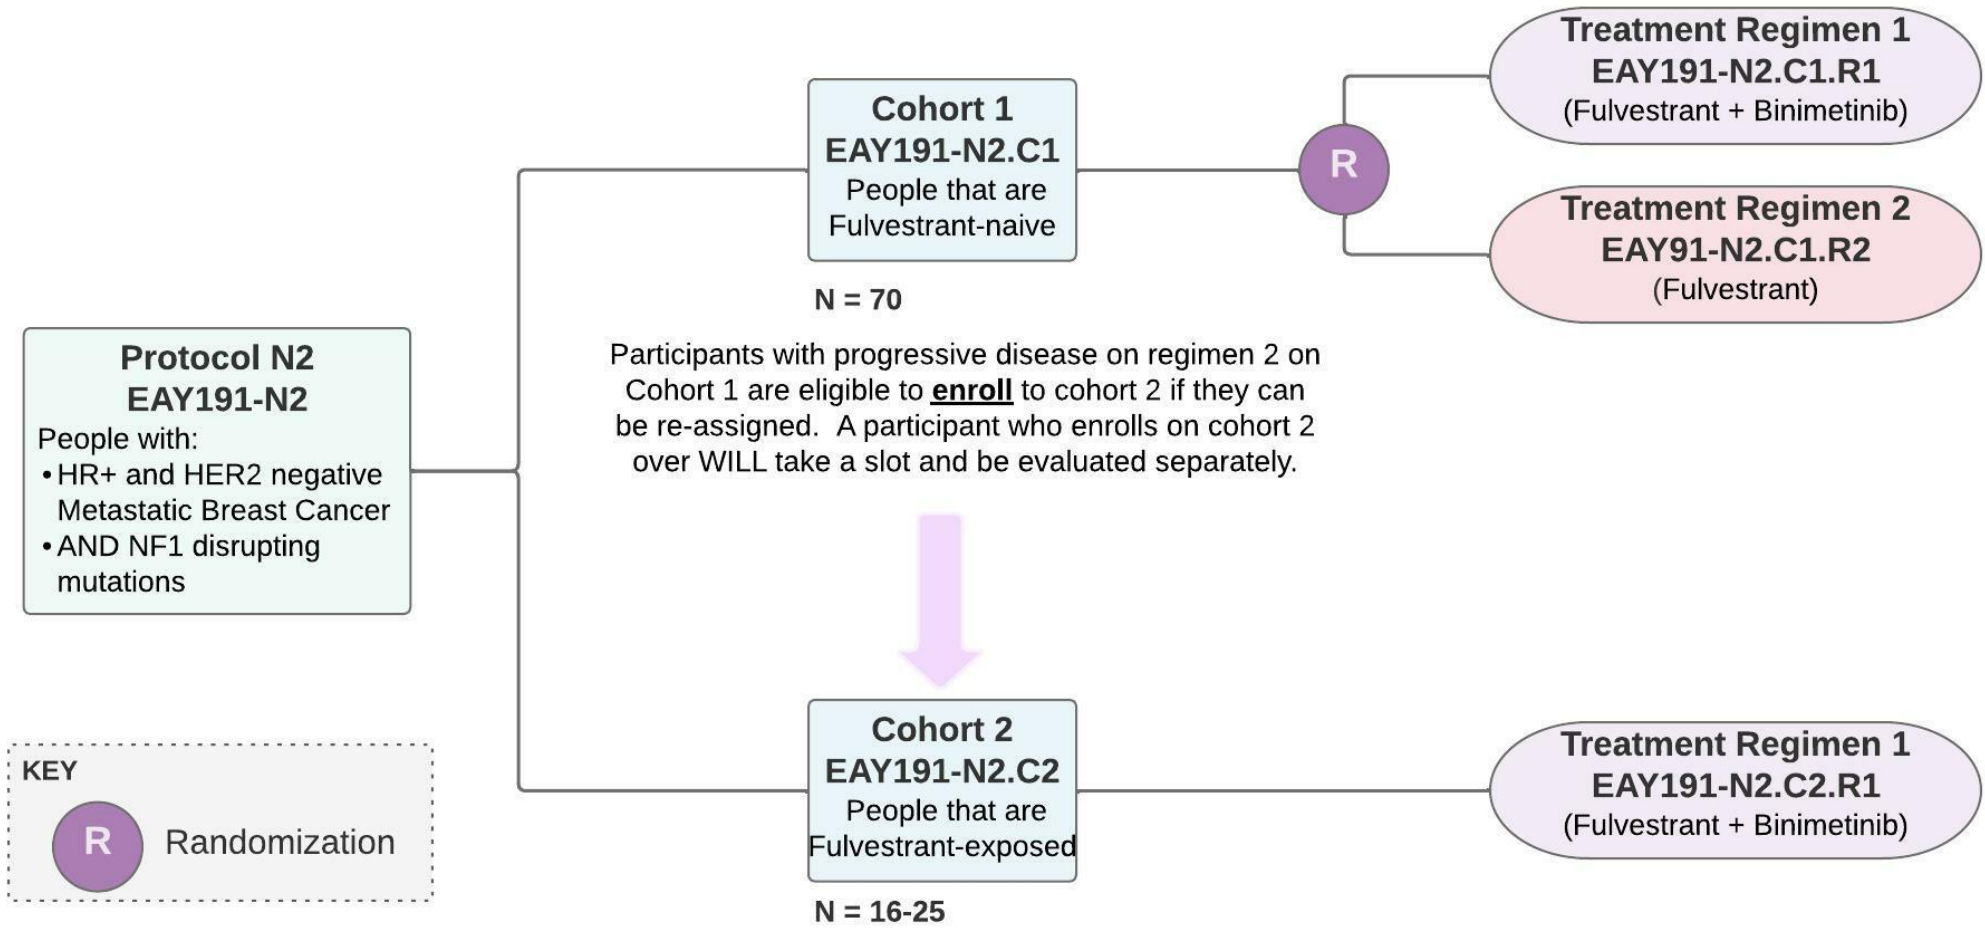 Protocol N2
EAY191-N2
People with:
• HR+ and HER2 negative
Metastatic Breast Cancer
• AND NF1 disrupting
mutations
KEY
R
Randomization
Cohort 1
EAY191-N2.C1
People that are
Fulvestrant-naive
N = 70
R
Treatment Regimen 1
EAY191-N2.C1.R1
(Fulvestrant + Binimetinib)
Treatment Regimen 2
EAY91-N2.C1.R2
(Fulvestrant)
Participants with progressive disease on regimen 2 on
Cohort 1 are eligible to enroll to cohort 2 if they can
be re-assigned.  A participant who enrolls on cohort 2
over WILL take a slot and be evaluated separately.
Cohort 2
EAY191-N2.C2
People that are
Fulvestrant-exposed
N = 16-25
Treatment Regimen 1
EAY191-N2.C2.R1
(Fulvestrant + Binimetinib)